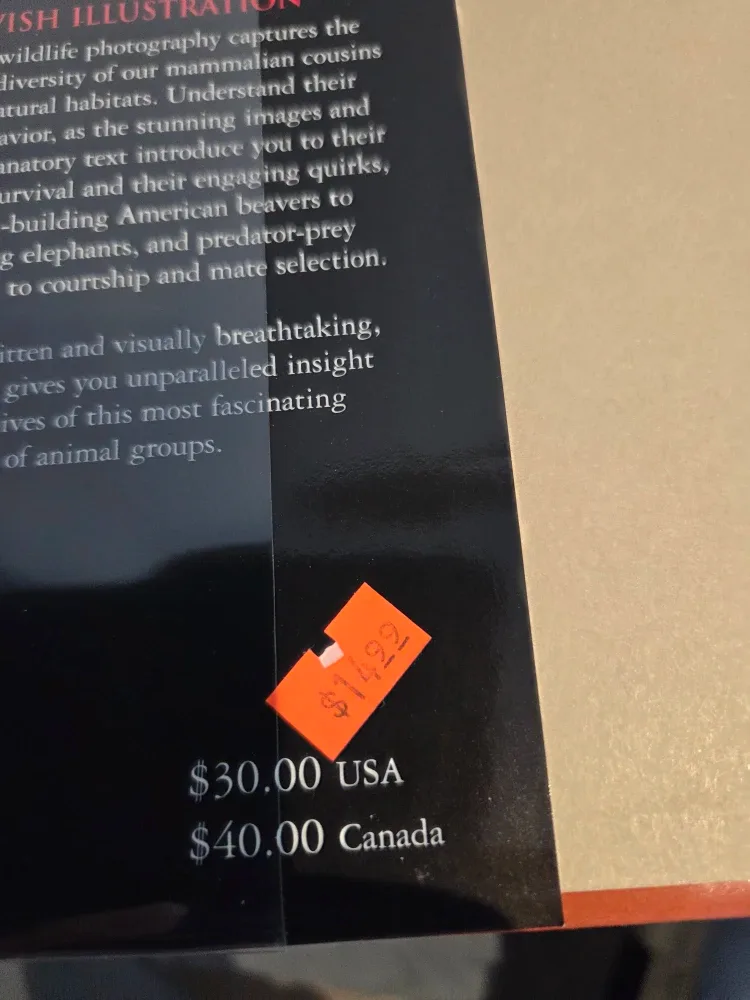 VISH ILLUSTRATION
wildlife photography captures the
diversity of our mammalian cousins
atural habitats. Understand their
avior, as the stunning images and
anatory text introduce you to their
urvival and their engaging quirks,
-building American beavers to
g elephants, and predator-prey
to courtship and mate selection.
itten and visually breathtaking,
gives you unparalleled insight
ives of this most fascinating
of animal groups.
$14.99
$30.00 USA
$40.00 Canada